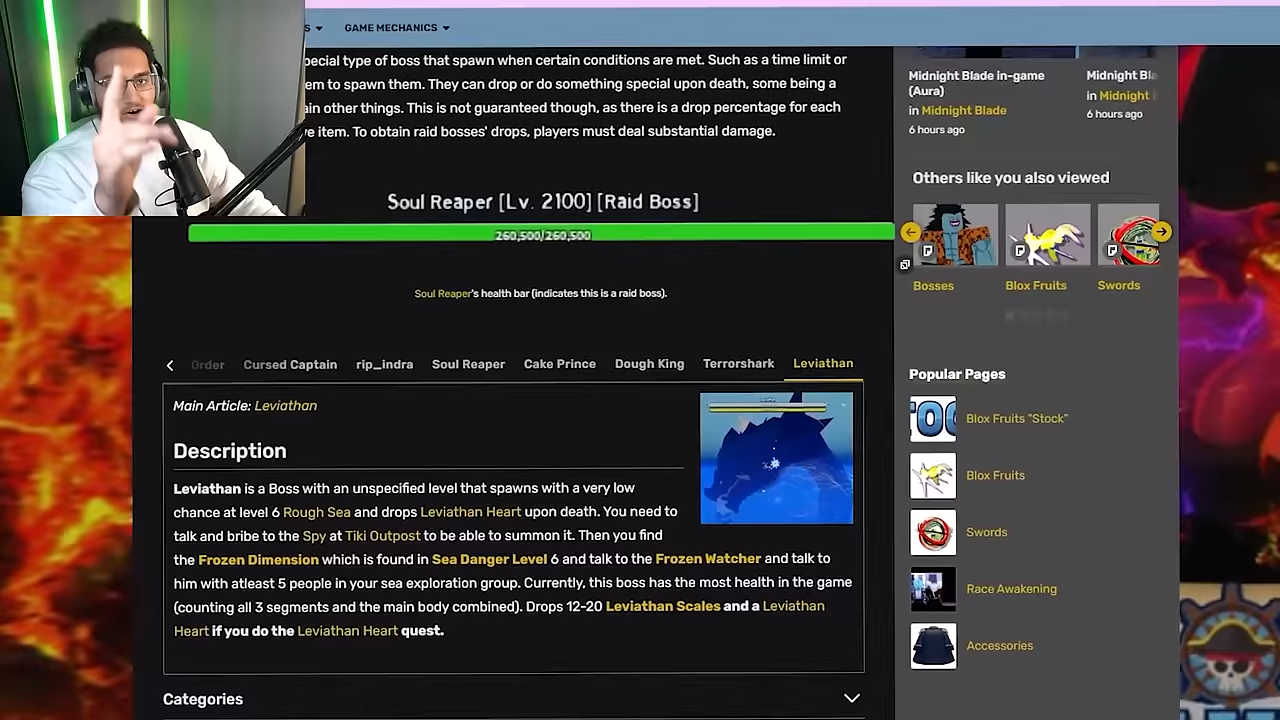 S
GAME MECHANICS
pecial type of boss that spawn when certain conditions are met. Such as a time limit or
em to spawn them. They can drop or do something special upon death, some being a
in other things. This is not guaranteed though, as there is a drop percentage for each
e item. To obtain raid bosses' drops, players must deal substantial damage.
Soul Reaper [Lv. 2100] [Raid Boss]
260,500/260,500
Soul Reaper's health bar (indicates this is a raid boss).
Order Cursed Captain rip_indra Soul Reaper Cake Prince Dough King Terrorshark Leviathan
Main Article: Leviathan
Description
Leviathan is a Boss with an unspecified level that spawns with a very low
chance at level 6 Rough Sea and drops Leviathan Heart upon death. You need to
talk and bribe to the Spy at Tiki Outpost to be able to summon it. Then you find
the Frozen Dimension which is found in Sea Danger Level 6 and talk to the Frozen Watcher and talk to
him with atleast 5 people in your sea exploration group. Currently, this boss has the most health in the game
(counting all 3 segments and the main body combined). Drops 12-20 Leviathan Scales and a Leviathan
Heart if you do the Leviathan Heart quest.
Categories
Midnight Blade in-game
(Aura)
in Midnight Blade
6 hours ago
Midnight Bla
in Midnight
6 hours ago
Others like you also viewed
Bosses
Blox Fruits
Swords
Popular Pages
Blox Fruits "Stock"
Blox Fruits
Swords
Race Awakening
Accessories